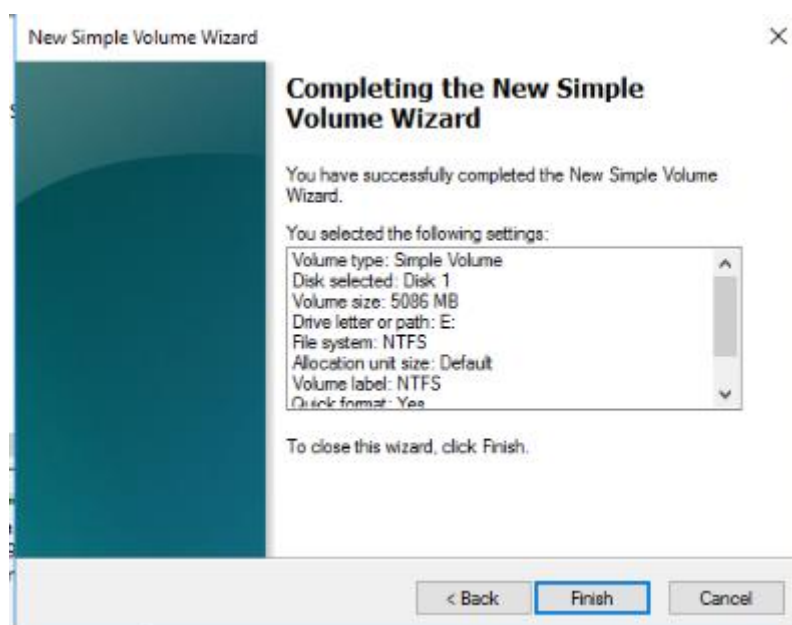 New Simple Volume Wizard
Completing the New Simple
Volume Wizard
You have successfully completed the New Simple Volume
Wizard.
You selected the following settings:
Volume type: Simple Volume
Disk selected: Disk 1
Volume size: 5086 MB
Drive letter or path: E:
File system: NTFS
Allocation unit size: Default
Volume label: NTFS
Quick format: Yes
To close this wizard, click Finish.
< Back Finish Cancel